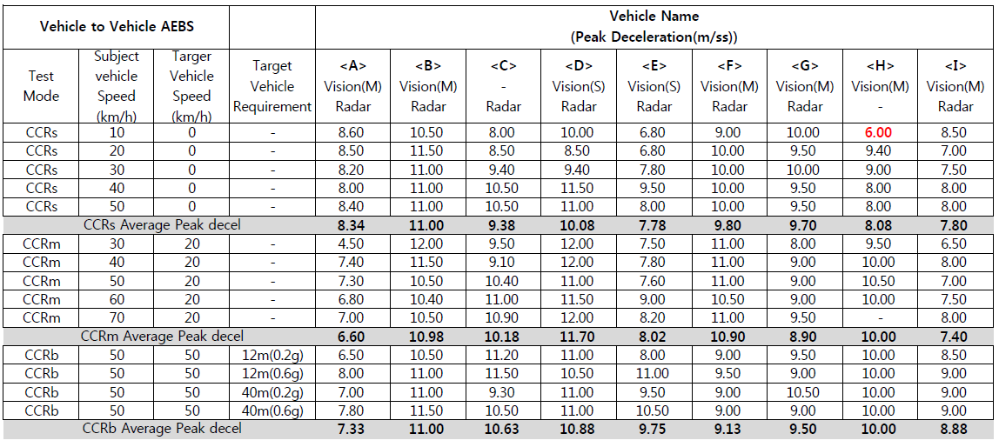 Vehicle to Vehicle AEBS
Vehicle Name
(Peak Deceleration(m/ss))
Test Mode
Subject vehicle Speed (km/h)
Targer Vehicle Speed (km/h)
Target Vehicle Requirement
<A> Vision(M) Radar
<B> Vision(M) Radar
<C> - Radar
<D> Vision(S) Radar
<E> Vision(S) Radar
<F> Vision(M) Radar
<G> Vision(M) Radar
<H> Vision(M) -
<I> Vision(M) Radar
CCRs 10 0 - 8.60 10.50 8.00 10.00 6.80 9.00 10.00 6.00 8.50
CCRs 20 0 - 8.50 11.50 8.50 8.50 6.80 10.00 9.50 9.40 7.00
CCRs 30 0 - 8.20 11.00 9.40 9.40 7.80 10.00 10.00 9.00 7.50
CCRs 40 0 - 8.00 11.00 10.50 11.50 9.50 10.00 9.50 8.00 8.00
CCRs 50 0 - 8.40 11.00 10.50 11.00 8.00 10.00 9.50 8.00 8.00
CCRs Average Peak decel 8.34 11.00 9.38 10.08 7.78 9.80 9.70 8.08 7.80
CCRm 30 20 - 4.50 12.00 9.50 12.00 7.50 11.00 8.00 9.50 6.50
CCRm 40 20 - 7.40 11.50 9.10 12.00 7.80 11.00 9.00 10.00 8.00
CCRm 50 20 - 7.30 10.50 10.40 11.00 7.60 11.00 9.00 10.50 7.00
CCRm 60 20 - 6.80 10.40 11.00 11.50 9.00 10.50 9.00 10.00 7.50
CCRm 70 20 - 7.00 10.50 10.90 12.00 8.20 11.00 9.50 - 8.00
CCRm Average Peak decel 6.60 10.98 10.18 11.70 8.02 10.90 8.90 10.00 7.40
CCRb 50 50 12m(0.2g) 6.50 10.50 11.20 11.00 8.00 9.00 9.50 10.00 8.50
CCRb 50 50 12m(0.6g) 8.00 11.00 11.50 10.50 11.00 9.50 9.00 10.00 9.00
CCRb 50 50 40m(0.2g) 7.00 11.00 9.30 11.00 9.50 9.00 10.50 10.00 9.00
CCRb 50 50 40m(0.6g) 7.80 11.50 10.50 11.00 10.50 9.00 9.00 10.00 9.00
CCRb Average Peak decel 7.33 11.00 10.63 10.88 9.75 9.13 9.50 10.00 8.88